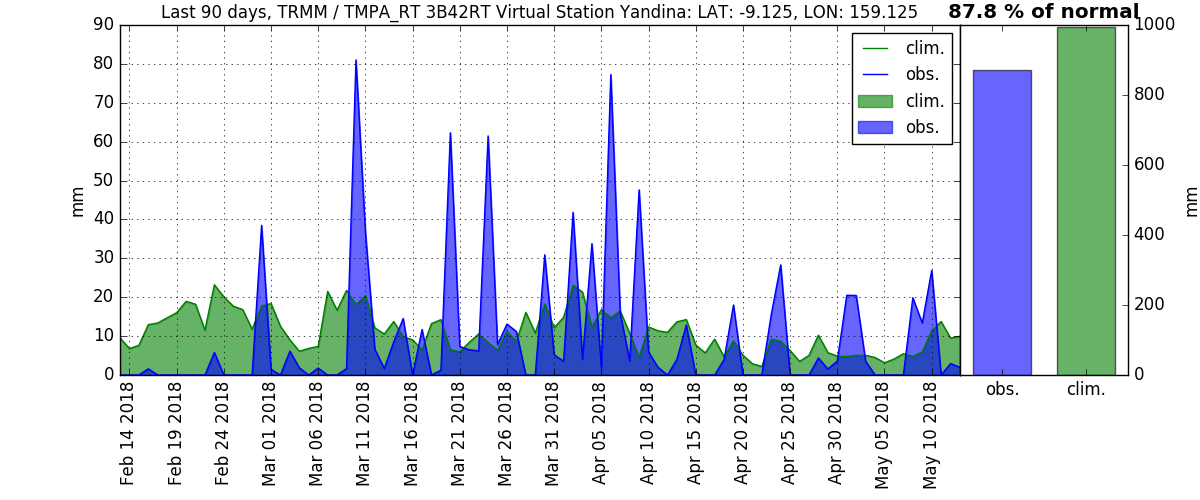 Last 90 days, TRMM / TMPA_RT 3B42RT Virtual Station Yandina: LAT: -9.125, LON: 159.125
87.8 % of normal
90
80
70
60
50
40
30
20
10
0
mm
clim.
obs.
clim.
obs.
1000
800
600
400
200
0
mm
obs.
clim.
Feb 14 2018
Feb 19 2018
Feb 24 2018
Mar 01 2018
Mar 06 2018
Mar 11 2018
Mar 16 2018
Mar 21 2018
Mar 26 2018
Mar 31 2018
Apr 05 2018
Apr 10 2018
Apr 15 2018
Apr 20 2018
Apr 25 2018
Apr 30 2018
May 05 2018
May 10 2018